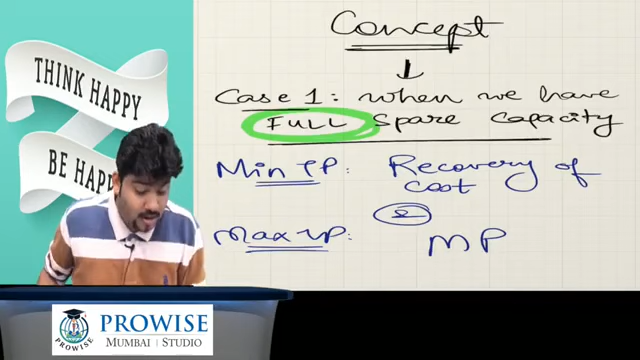 THINK HAPPY
BE HAP
Concept
Case 1: when we have
FULL Spare Capacity
Min TP: Recovery of
cost
Max TP: MP
PROWISE
PROWISE
MUMBAI | STUDIO